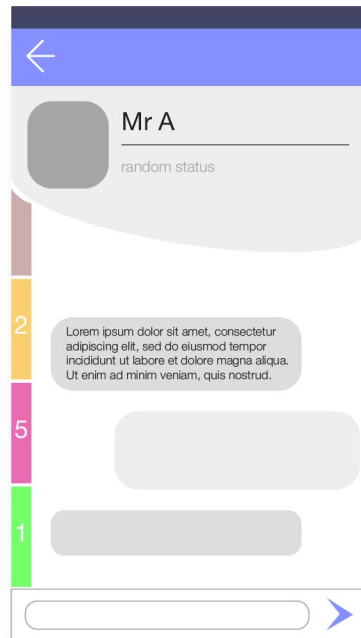 Mr A
random status
2
Lorem ipsum dolor sit amet, consectetur
adipiscing elit, sed do eiusmod tempor
incididunt ut labore et dolore magna aliqua.
Ut enim ad minim veniam, quis nostrud.
5
1